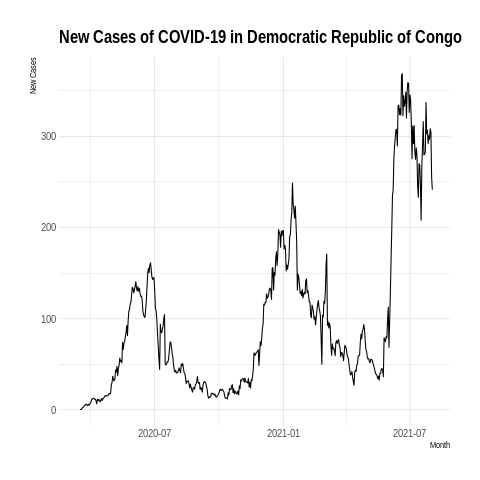 New Cases of COVID-19 in Democratic Republic of Congo
New Cases
300
200
100
0
2020-07
2021-01
2021-07
Month